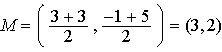 M = ( 3 + 3 / 2 , −1 + 5 / 2 ) = (3, 2)